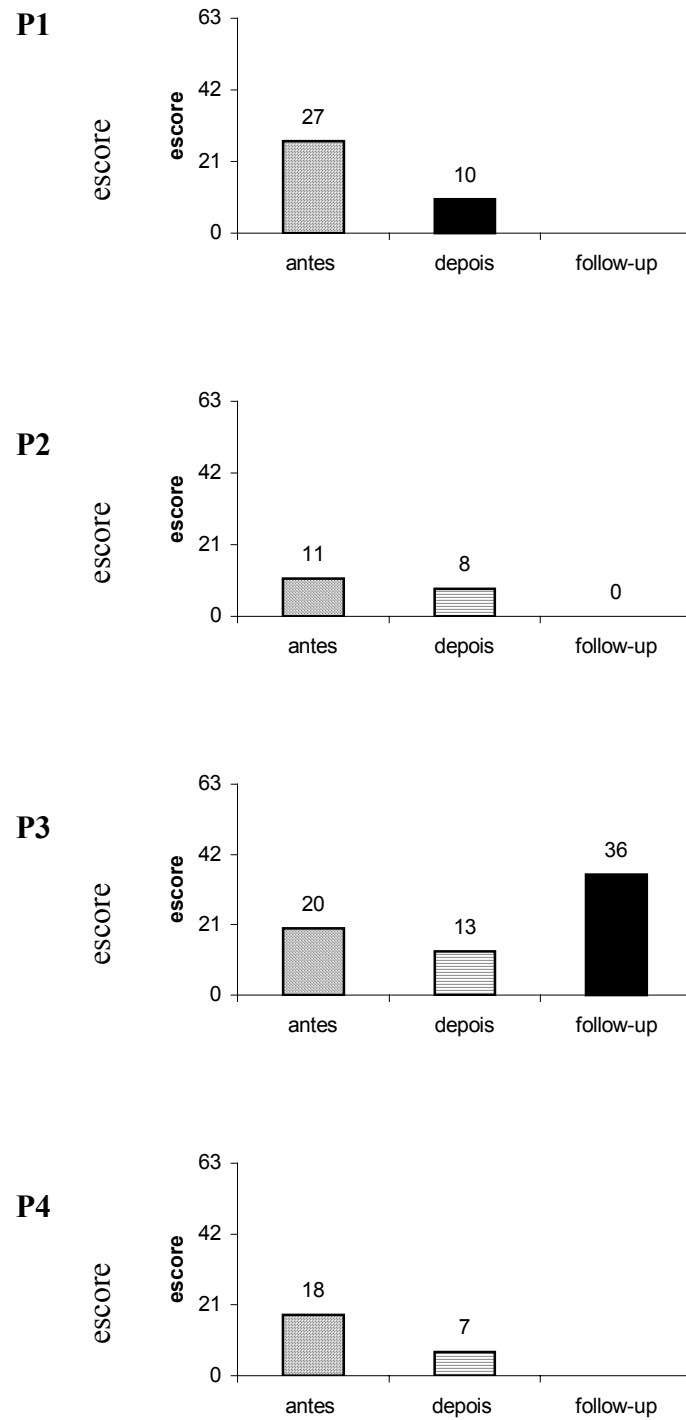 P1
escore
escore
63
42
21
0
27
10
antes depois follow-up
P2
escore
escore
63
42
21
0
11
8
0
antes depois follow-up
P3
escore
escore
63
42
21
0
20
13
36
antes depois follow-up
P4
escore
escore
63
42
21
0
18
7
antes depois follow-up